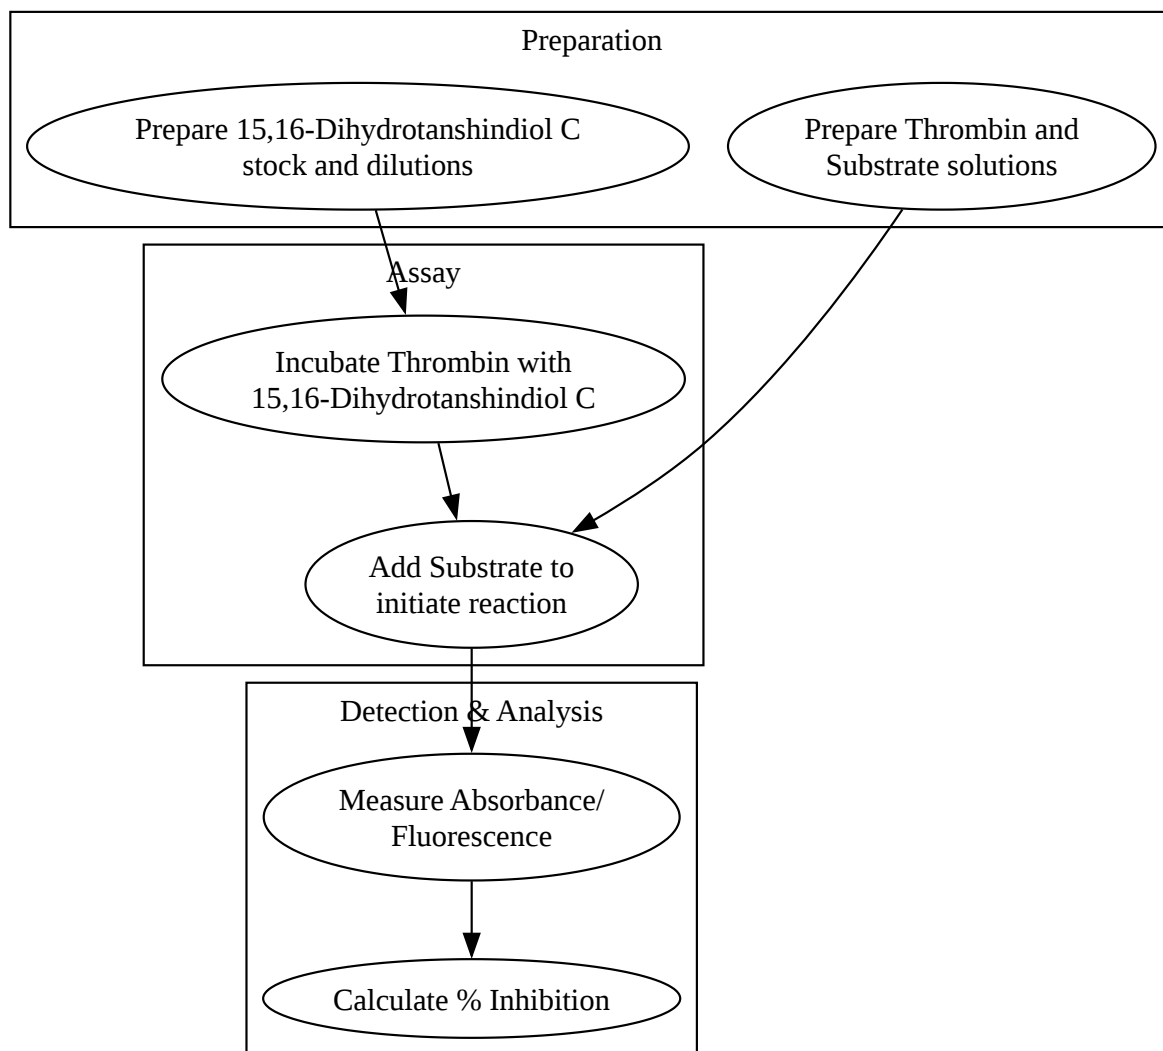 Preparation
Prepare 15,16-Dihydrotanshindiol C
stock and dilutions
Prepare Thrombin and
Substrate solutions
Assay
Incubate Thrombin with
15,16-Dihydrotanshindiol C
Add Substrate to
initiate reaction
Detection & Analysis
Measure Absorbance/
Fluorescence
Calculate % Inhibition